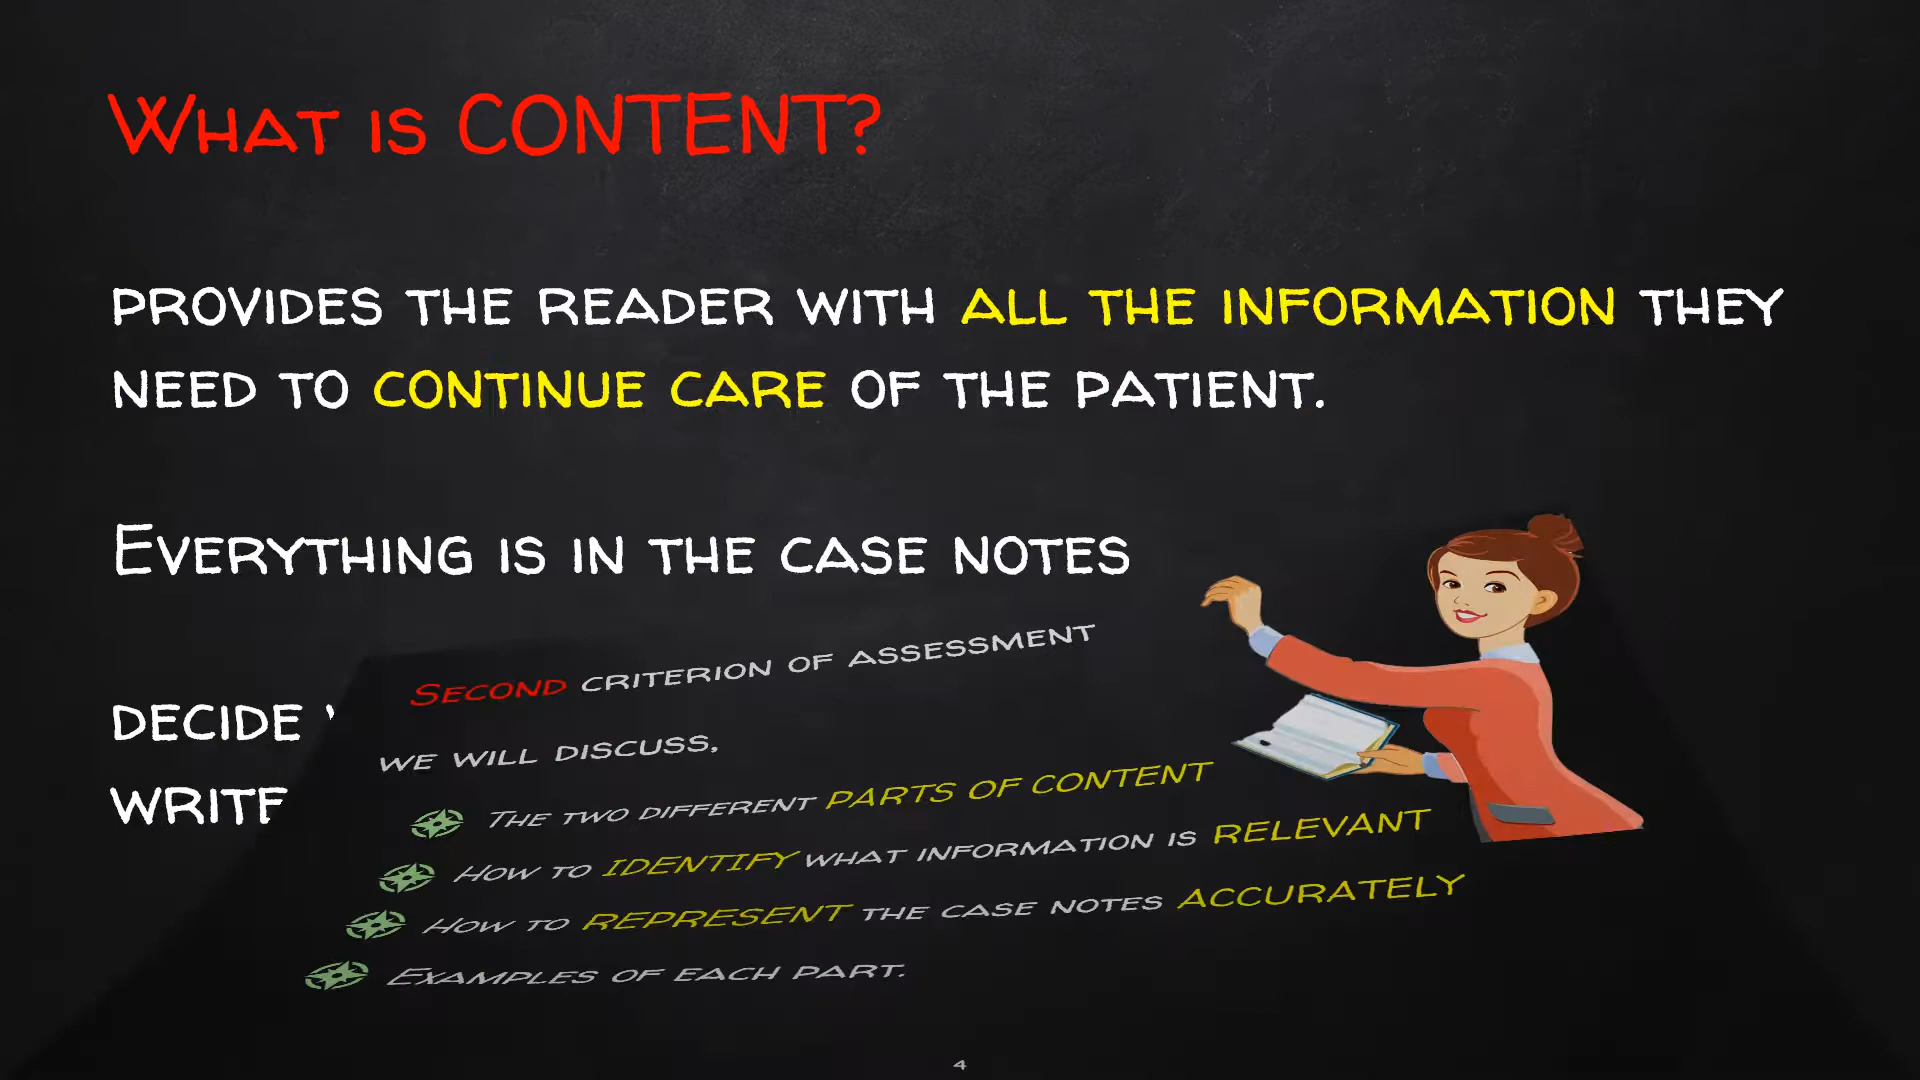 What is CONTENT?
provides the reader with all the information they
need to continue care of the patient.
Everything is in the case notes
decide
write
Second criterion of assessment
we will discuss.
The two different PARTS OF CONTENT
How to IDENTIFY what information is RELEVANT
How to REPRESENT the case notes ACCURATELY
Examples of each part.
4